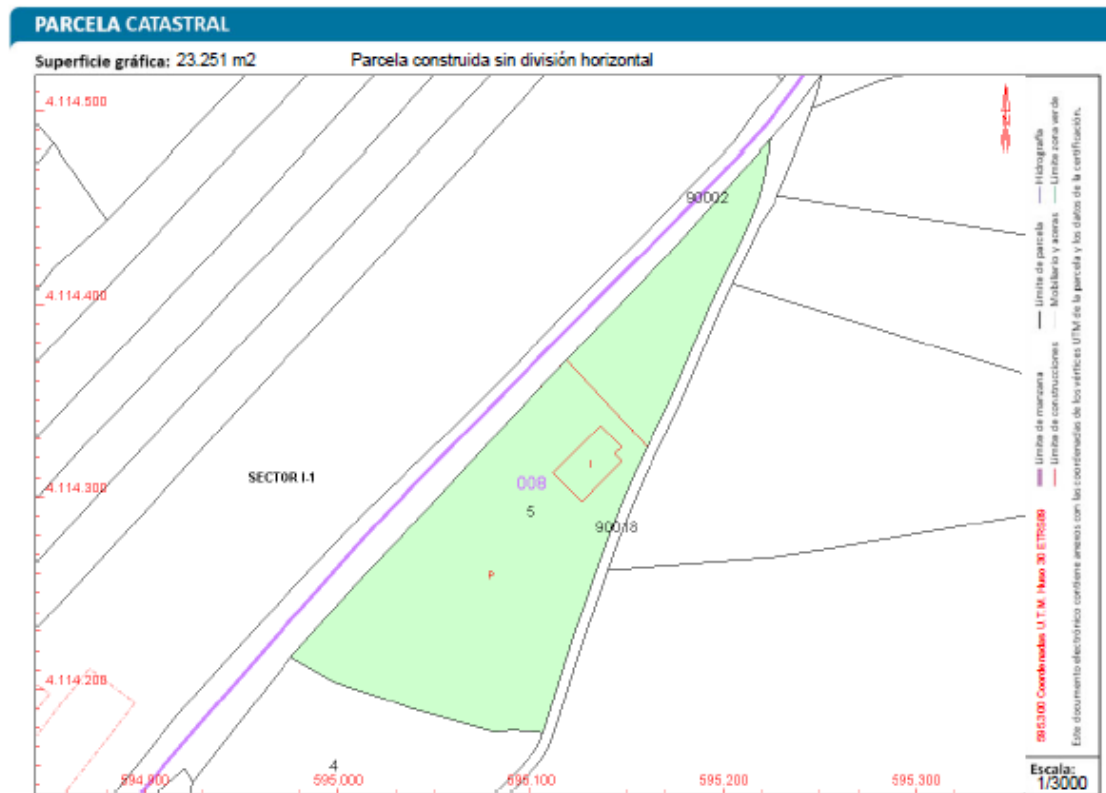 PARCELA CATASTRAL
Superficie gráfica: 23.251 m2 Parcela construida sin división horizontal
4.114.500
90002
4.114.400
SECTOR I-1
4.114.300
I
008
5
90018
P
4.114.200
4
594.900 595.000 595.100 595.200 595.300
595.300 Coordenadas U.T.M. Huso 30 ETRS89
Límite de manzana
Límite de parcela
Hidrografía
Límite de construcciones
Mobiliario y aceras
Límite zona verde
Este documento electrónico contiene anexos con las coordenadas de los vértices UTM de la parcela y los datos de la certificación.
Escala:
1/3000